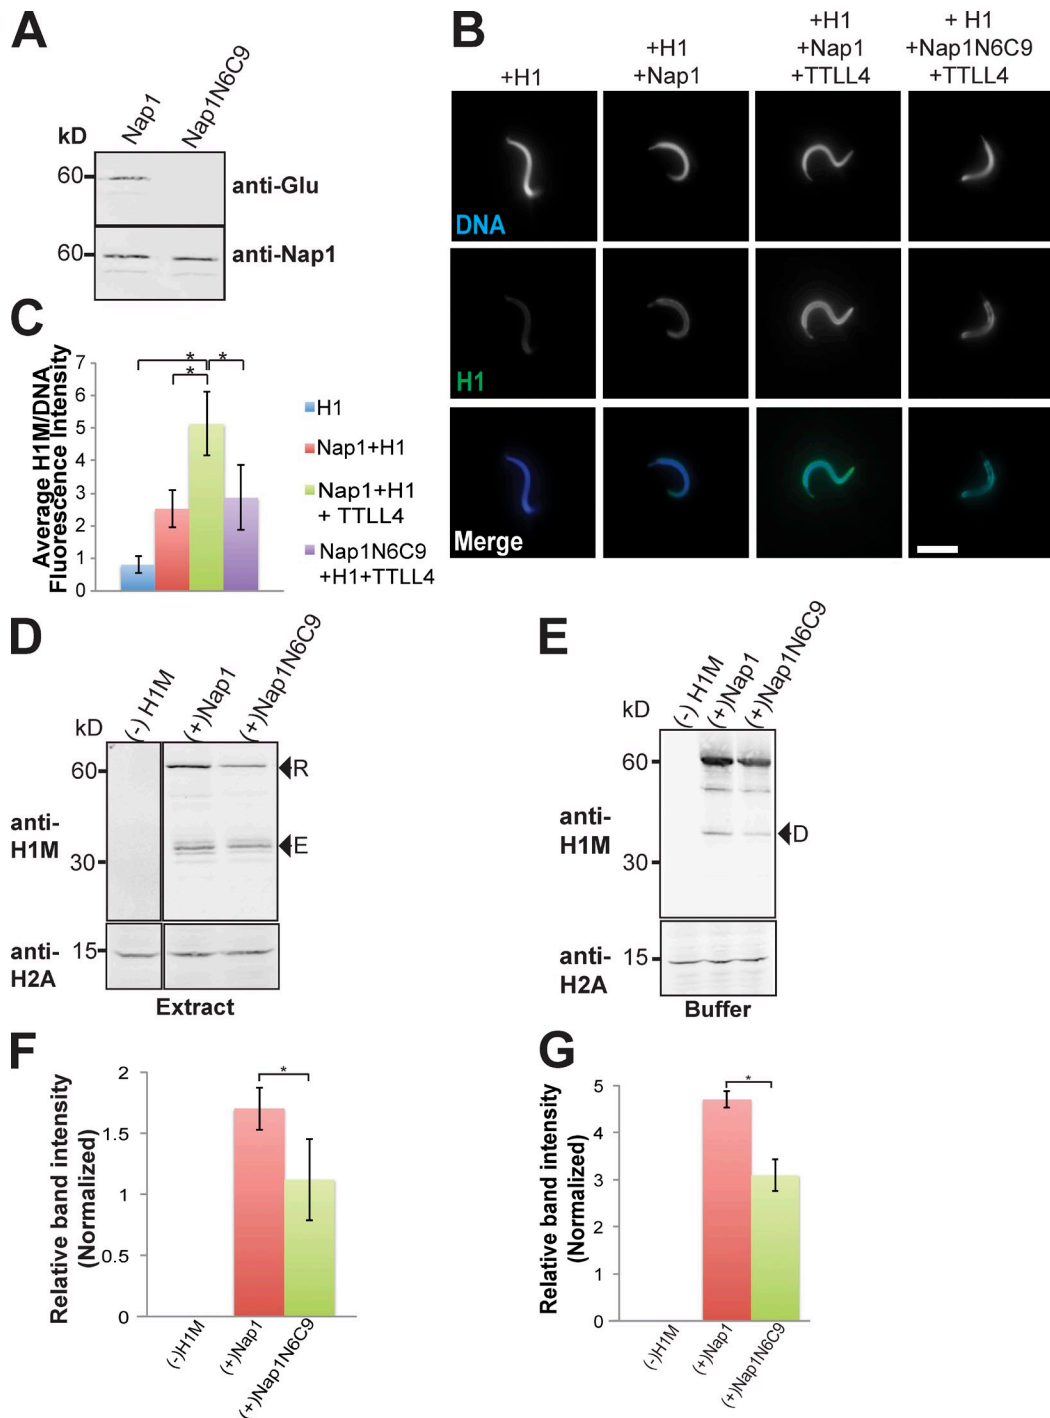 A
Nap1
Nap1N6C9
kD
60
anti-Glu
60
anti-Nap1
B
+H1
+H1
+Nap1
+H1
+Nap1
+TTLL4
+ H1
+Nap1N6C9
+TTLL4
DNA
H1
Merge
C
Average H1M/DNA
Fluorescence Intensity
7
6
5
4
3
2
1
0
*
*
*
H1
Nap1+H1
Nap1+H1
+ TTLL4
Nap1N6C9
+H1+TTLL4
D
kD
(-) H1M
(+)Nap1
(+)Nap1N6C9
60
R
anti-
H1M
E
30
anti-
H2A
15
Extract
E
kD
(-) H1M
(+)Nap1
(+)Nap1N6C9
60
anti-
H1M
D
30
anti-
H2A
15
Buffer
F
Relative band intensity
(Normalized)
2
1.5
1
0.5
0
*
(-)H1M
(+)Nap1
(+)Nap1N6C9
G
Relative band intensity
(Normalized)
5
4
3
2
1
0
*
(-)H1M
(+)Nap1
(+)Nap1N6C9